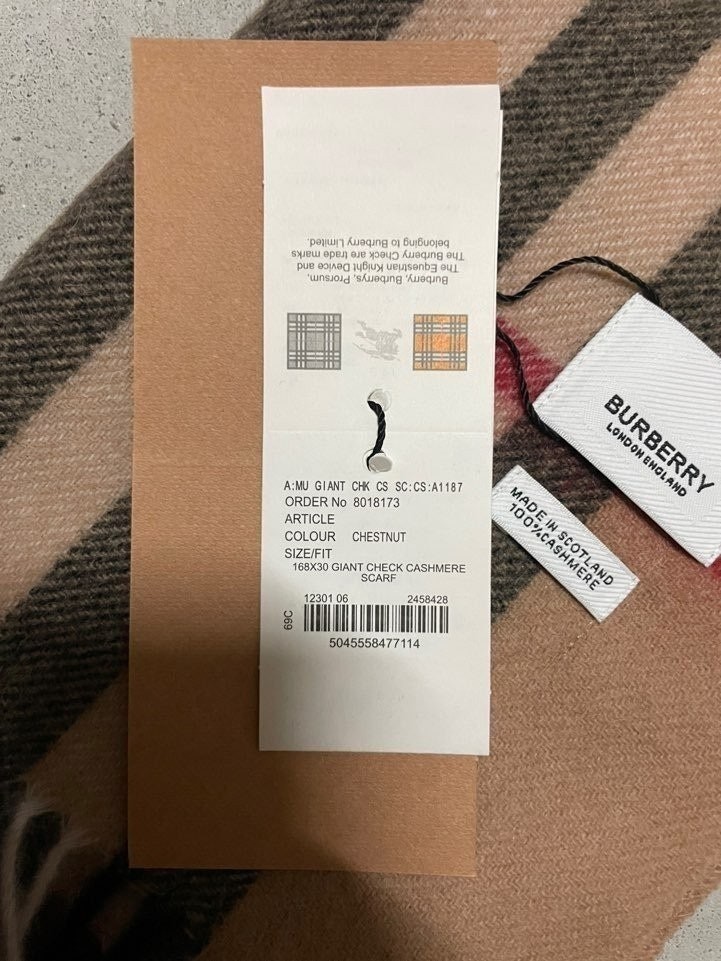 Burberry, Burberrys, Prorsum,
The Equestrian Knight Device and
The Burberry Check are trade marks
belonging to Burberry Limited.
A:MU GIANT CHK CS SC:CS:A1187
ORDER No 8018173
ARTICLE
COLOUR CHESTNUT
SIZE/FIT
168X30 GIANT CHECK CASHMERE
SCARF
12301 06 2458428
69C
5045558477114
BURBERRY
LONDON ENGLAND
MADE IN SCOTLAND
100%CASHMERE